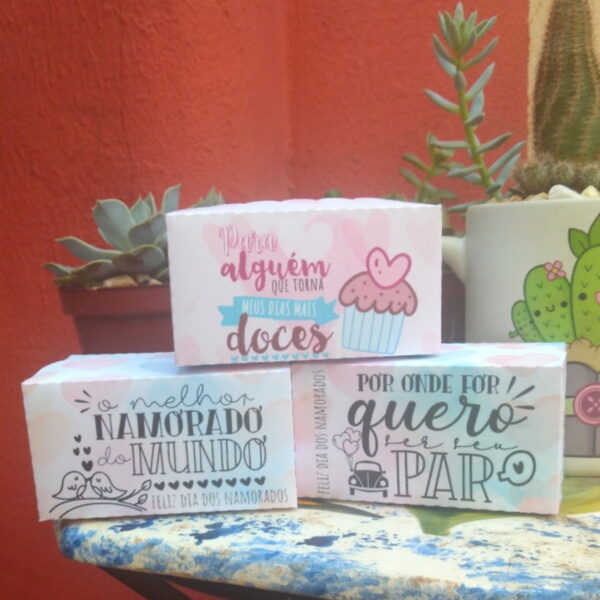 Para
alguém
QUE TORNA
MEUS DIAS MAIS
doces
o melhor
NAMORADO
do MUNDO
FELIZ DIA DOS NAMORADOS
FELIZ DIA DOS NAMORADOS
POR ONDE FOR
quero
ser seu
PAR